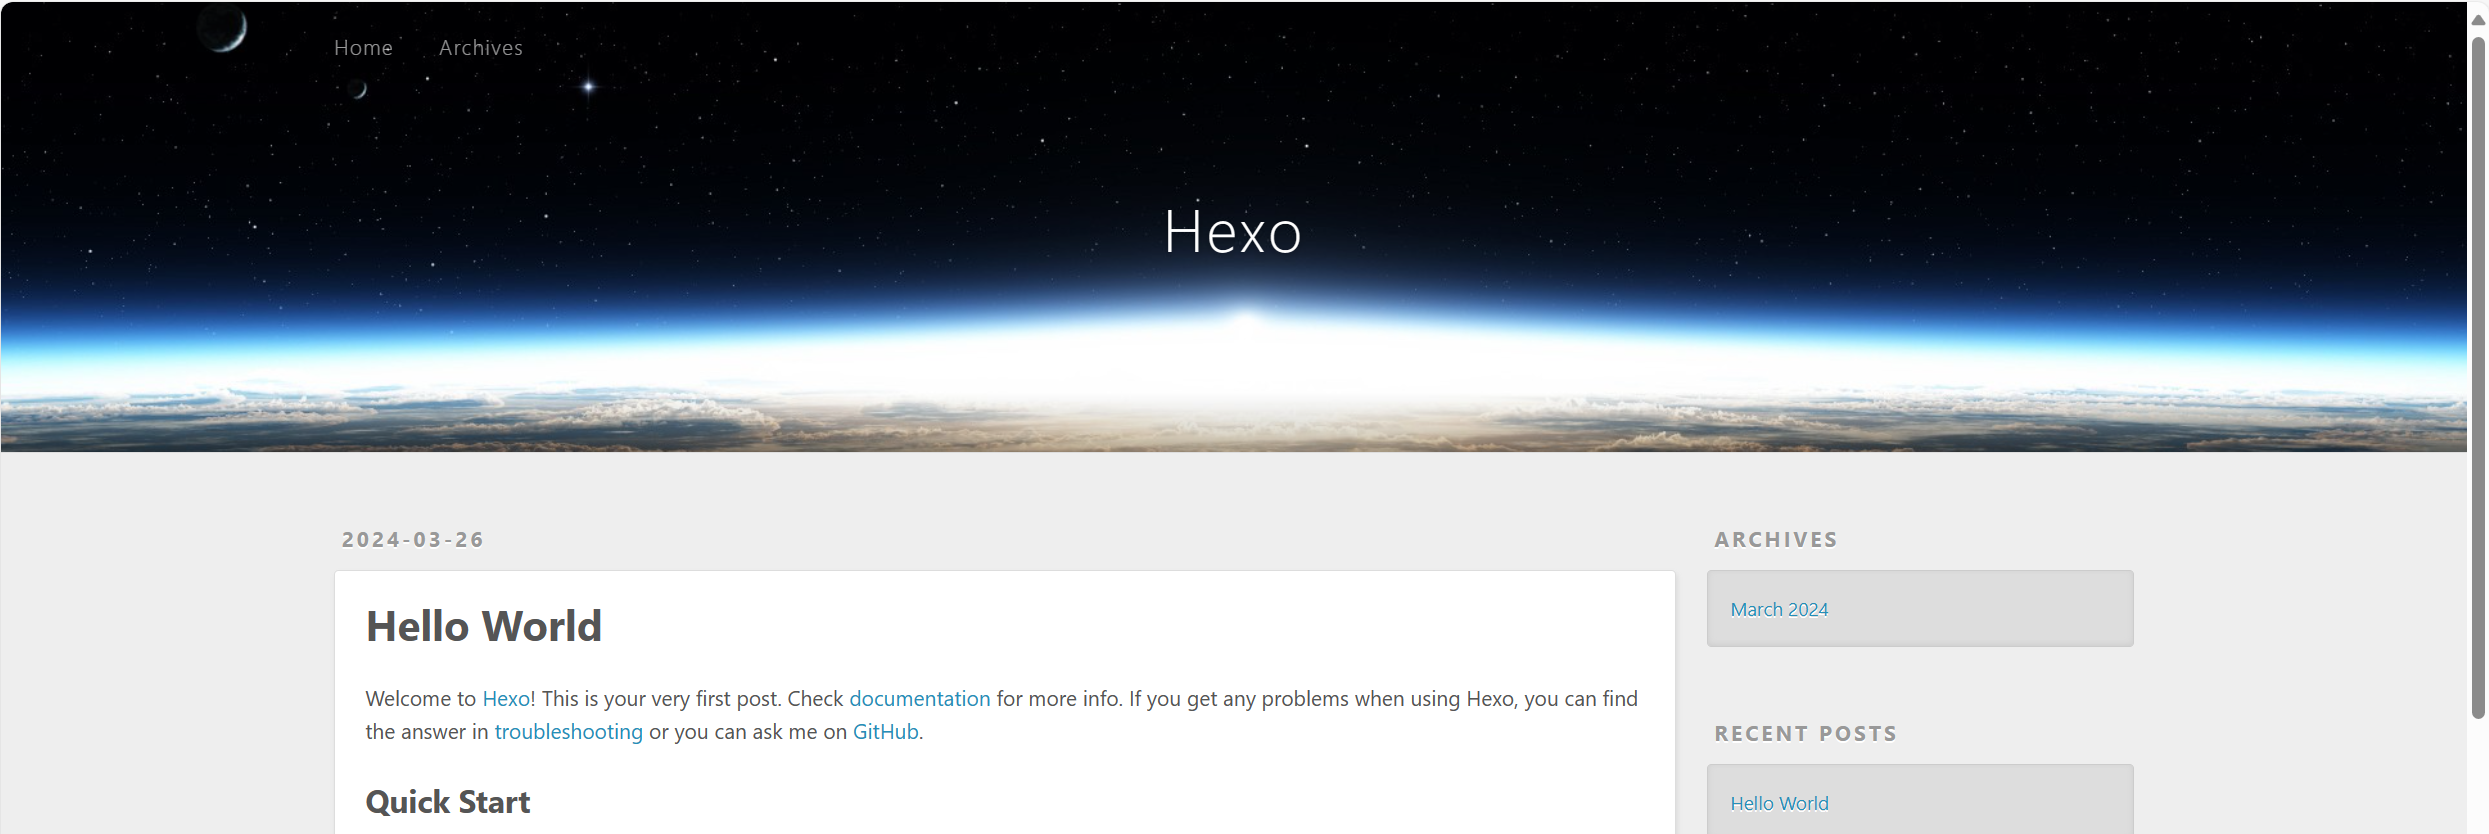 Home Archives
Hexo
2024-03-26
Hello World
Welcome to Hexo! This is your very first post. Check documentation for more info. If you get any problems when using Hexo, you can find
the answer in troubleshooting or you can ask me on GitHub.
Quick Start
ARCHIVES
March 2024
RECENT POSTS
Hello World